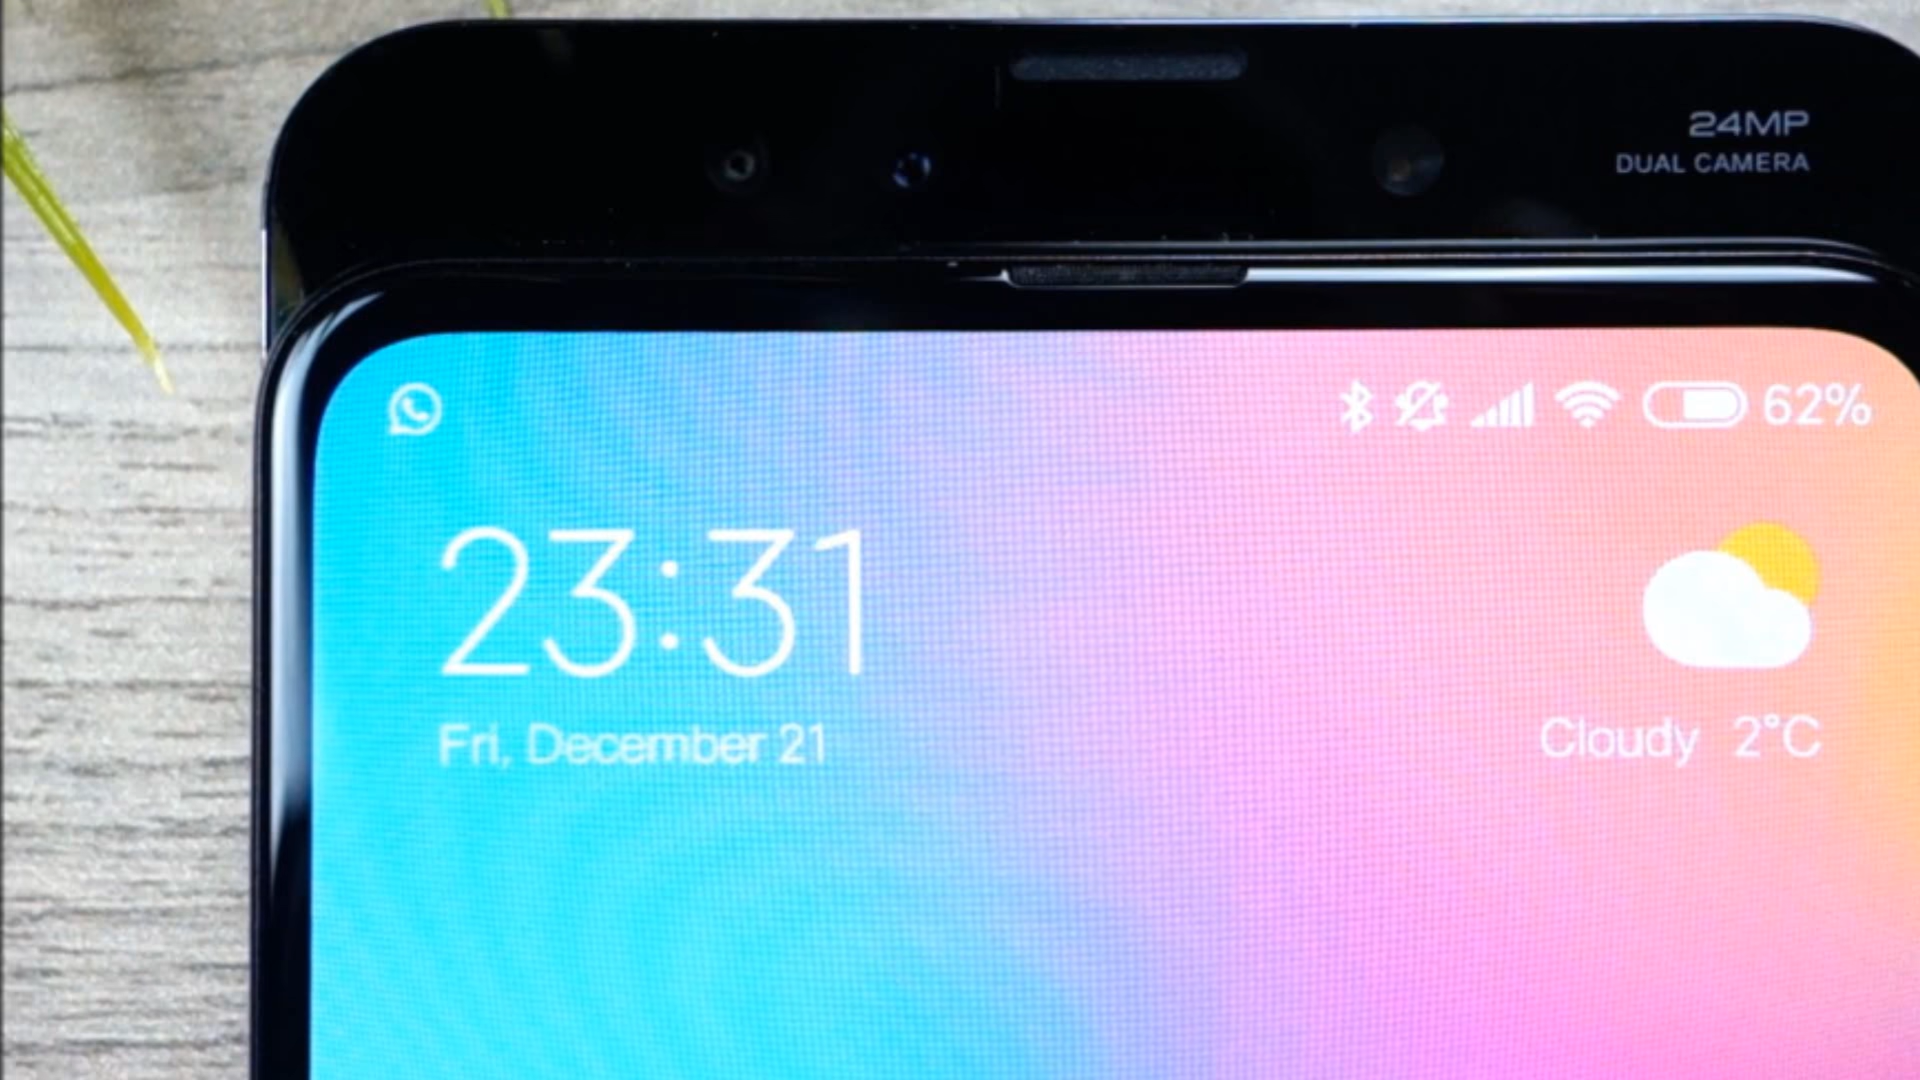 24MP
DUAL CAMERA
62%
23:31
Fri, December 21
Cloudy 2°C